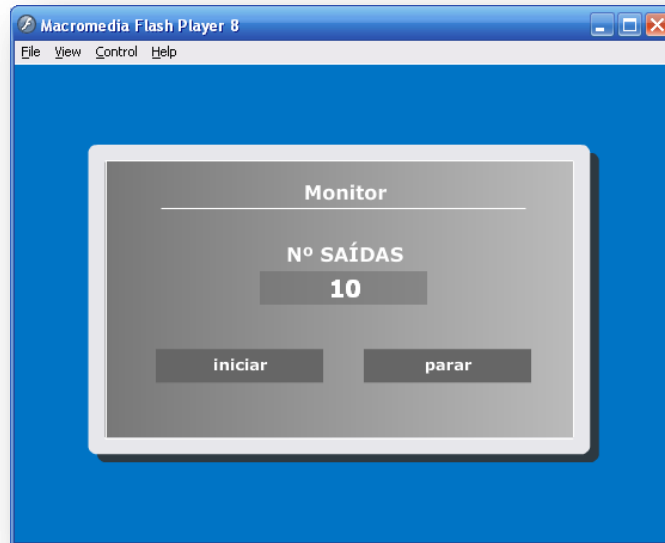 Macromedia Flash Player 8
File View Control Help
Monitor
Nº SAÍDAS
10
iniciar parar